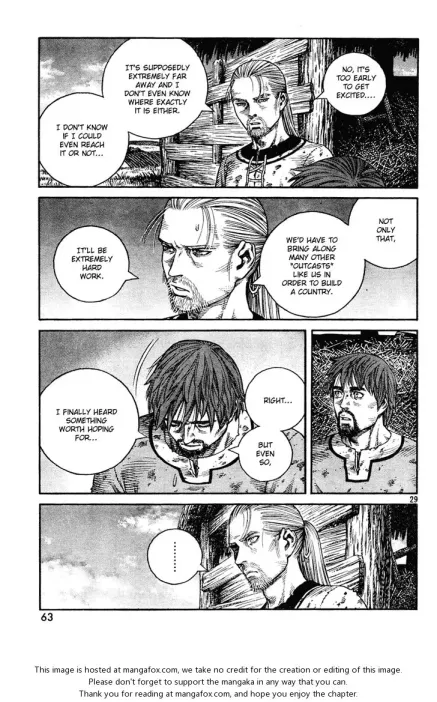 NO, IT'S
TOO EARLY
TO GET
EXCITED....
IT'S SUPPOSEDLY
EXTREMELY FAR
AWAY AND I
DON'T EVEN KNOW
WHERE EXACTLY
IT IS EITHER.
I DON'T KNOW
IF I COULD
EVEN REACH
IT OR NOT...
NOT
ONLY
THAT,
WE'D HAVE TO
BRING ALONG
MANY OTHER
"OUTCASTS"
LIKE US IN
ORDER TO BUILD
A COUNTRY.
IT'LL BE
EXTREMELY
HARD
WORK.
RIGHT...
BUT
EVEN
SO,
I FINALLY HEARD
SOMETHING
WORTH HOPING
FOR...
29
........
63
This image is hosted at mangafox.com, we take no credit for the creation or editing of this image.
Please don't forget to support the mangaka in any way that you can.
Thank you for reading at mangafox.com, and hope you enjoy the chapter.